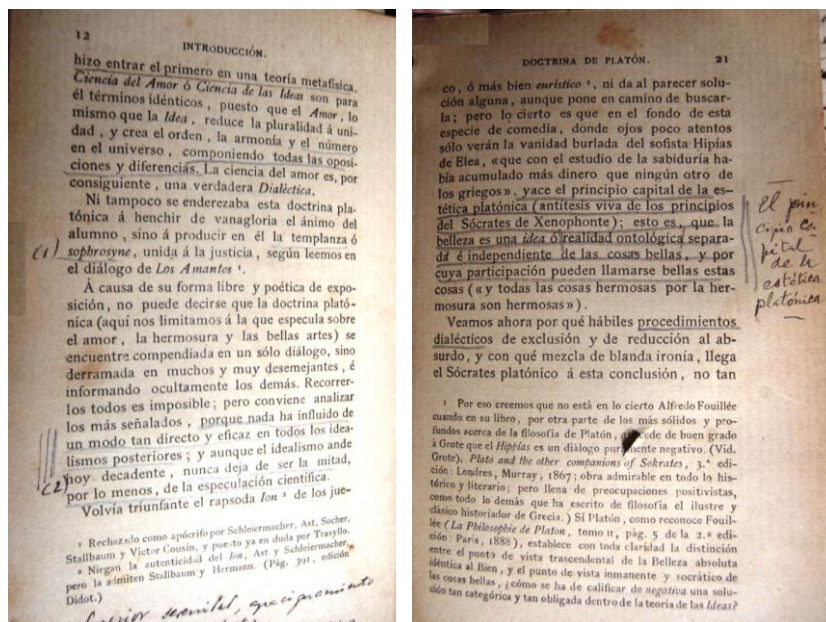 12
INTRODUCCIÓN.
hizo entrar el primero en una teoría metafísica.
Ciencia del Amor ó Ciencia de las Ideas son para
él términos idénticos, puesto que el Amor, lo
mismo que la Idea, reduce la pluralidad á uni-
dad, y crea el orden, la armonía y el número
en el universo, componiendo todas las oposi-
ciones y diferencias. La ciencia del amor es, por
consiguiente, una verdadera Dialéctica.
Ni tampoco se enderezaba esta doctrina pla-
tónica á henchir de vanagloria el ánimo del
alumno, sino á producir en él la templanza ó
(1) sophrosyne, unida á la justicia, según leemos en
el diálogo de Los Amantes ¹.
Á causa de su forma libre y poética de expo-
sición, no puede decirse que la doctrina plató-
nica (aquí nos limitamos á la que especula sobre
el amor, la hermosura y las bellas artes) se
encuentre compendiada en un sólo diálogo, sino
derramada en muchos y muy desemejantes, é
informando ocultamente los demás. Recorrer-
los todos es imposible; pero conviene analizar
los más señalados, porque nada ha influido de
un modo tan directo y eficaz en todos los idea-
lismos posteriores; y aunque el idealismo ande
(2) hoy decadente, nunca deja de ser la mitad,
por lo menos, de la especulación científica.
Volvía triunfante el rapsoda Ion ² de los jue-
¹ Rechazado como apócrifo por Schleiermacher, Ast, Socher,
Stallbaum y Víctor Cousin, y puesto ya en duda por Trasyllo.
² Niegan la autenticidad del Ion, Ast y Schleiermacher,
pero la admiten Stallbaum y Hermann. (Pág. 391, edición
Didot.)
serenitas, apaciguamiento
DOCTRINA DE PLATÓN. 21
co, ó más bien eurístico ¹, ni da al parecer solu-
ción alguna, aunque pone en camino de buscar-
la; pero lo cierto es que en el fondo de esta
especie de comedia, donde ojos poco atentos
sólo verán la vanidad burlada del sofista Hipías
de Elea, «que con el estudio de la sabiduría ha-
bía acumulado más dinero que ningún otro de
los griegos», yace el principio capital de la es-
tética platónica (antítesis viva de los principios
del Sócrates de Xenophonte); esto es, que la
belleza es una idea ó realidad ontológica separa-
da é independiente de las cosas bellas, y por
cuya participación pueden llamarse bellas estas
cosas («y todas las cosas hermosas por la her-
mosura son hermosas»).
Veamos ahora por qué hábiles procedimientos
dialécticos de exclusión y de reducción al ab-
surdo, y con qué mezcla de blanda ironía, llega
el Sócrates platónico á esta conclusión, no tan
¹ Por eso creemos que no está en lo cierto Alfredo Fouillée
cuando en su libro, por otra parte de los más sólidos y pro-
fundos acerca de la filosofía de Platón, de buen grado
á Grote que el Hippias es un diálogo puramente negativo. (Vid.
Grote). Plato and the other companions of Sokrates, 3.ª edi-
ción: Londres, Murray, 1867; obra admirable en todo lo his-
tórico y literario; pero llena de preocupaciones positivistas,
como todo lo demás que ha escrito de filosofía el ilustre y
clásico historiador de Grecia.) Si Platón, como reconoce Fouil-
lée (La Philosophie de Platon, tomo II, pág. 5 de la 2.ª edi-
ción: París, 1888), establece con toda claridad la distinción
entre el punto de vista trascendental de la Belleza absoluta
idéntica al Bien, y el punto de vista inmanente y socrático de
las cosas bellas, ¿cómo se ha de calificar de negativa una solu-
ción tan categórica y tan obligada dentro de la teoría de las Ideas?
El prin
cipio ca
pital
de la
estética
platónica